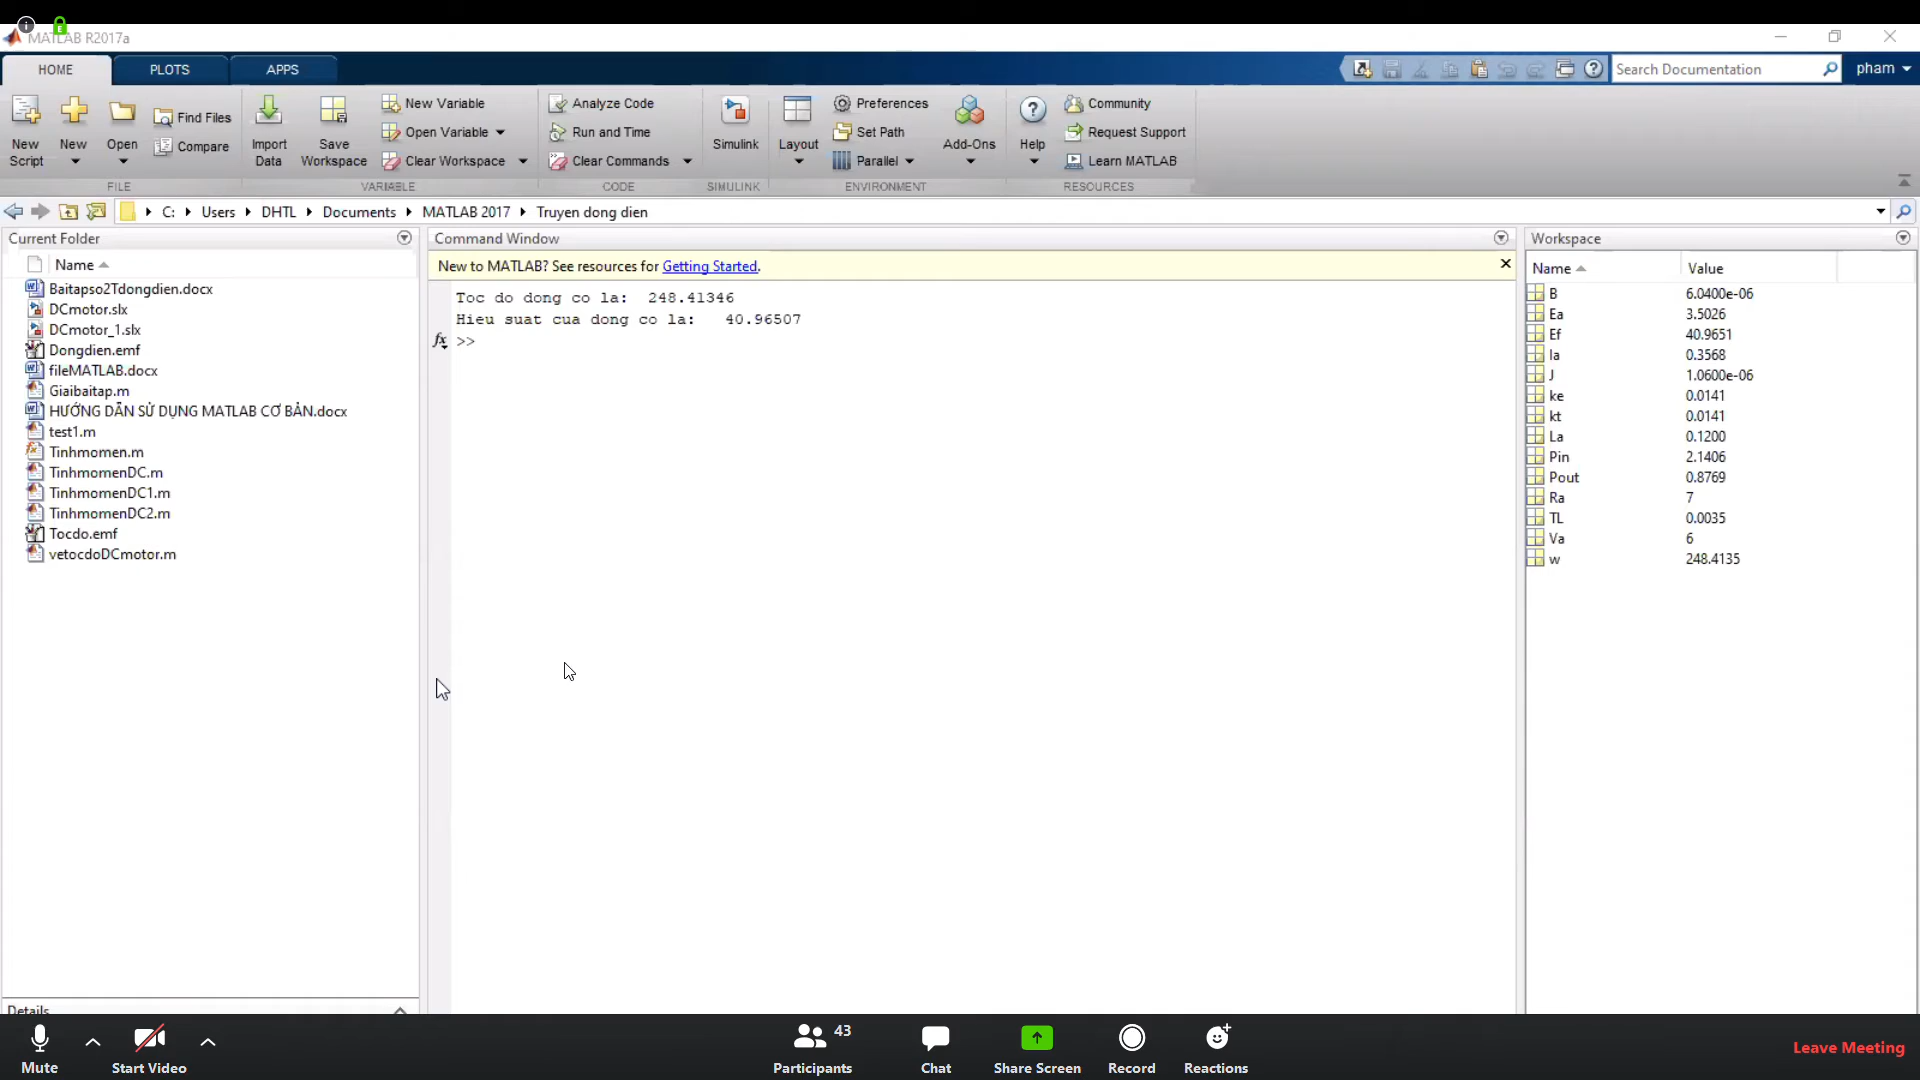 MATLAB R2017a
HOME
PLOTS
APPS
Search Documentation
pham
New Script
New
Open
Find Files
Compare
Import Data
Save Workspace
New Variable
Open Variable
Clear Workspace
Analyze Code
Run and Time
Clear Commands
Simulink
Layout
Preferences
Set Path
Parallel
Add-Ons
Help
Community
Request Support
Learn MATLAB
FILE
VARIABLE
CODE
SIMULINK
ENVIRONMENT
RESOURCES
C: Users DHTL Documents MATLAB 2017 Truyen dong dien
Current Folder
Name
Baitapso2Tdongdien.docx
DCmotor.slx
DCmotor_1.slx
Dongdien.emf
fileMATLAB.docx
Giaibaitap.m
HƯỚNG DẪN SỬ DỤNG MATLAB CƠ BẢN.docx
test1.m
Tinhmomen.m
TinhmomenDC.m
TinhmomenDC1.m
TinhmomenDC2.m
Tocdo.emf
vetocdoDCmotor.m
Details
Command Window
New to MATLAB? See resources for Getting Started.
Toc do dong co la: 248.41346
Hieu suat cua dong co la: 40.96507
fx >>
Workspace
Name Value
B 6.0400e-06
Ea 3.5026
Ef 40.9651
Ia 0.3568
J 1.0600e-06
ke 0.0141
kt 0.0141
La 0.1200
Pin 2.1406
Pout 0.8769
Ra 7
TL 0.0035
Va 6
w 248.4135
Mute
Start Video
Participants 43
Chat
Share Screen
Record
Reactions
Leave Meeting